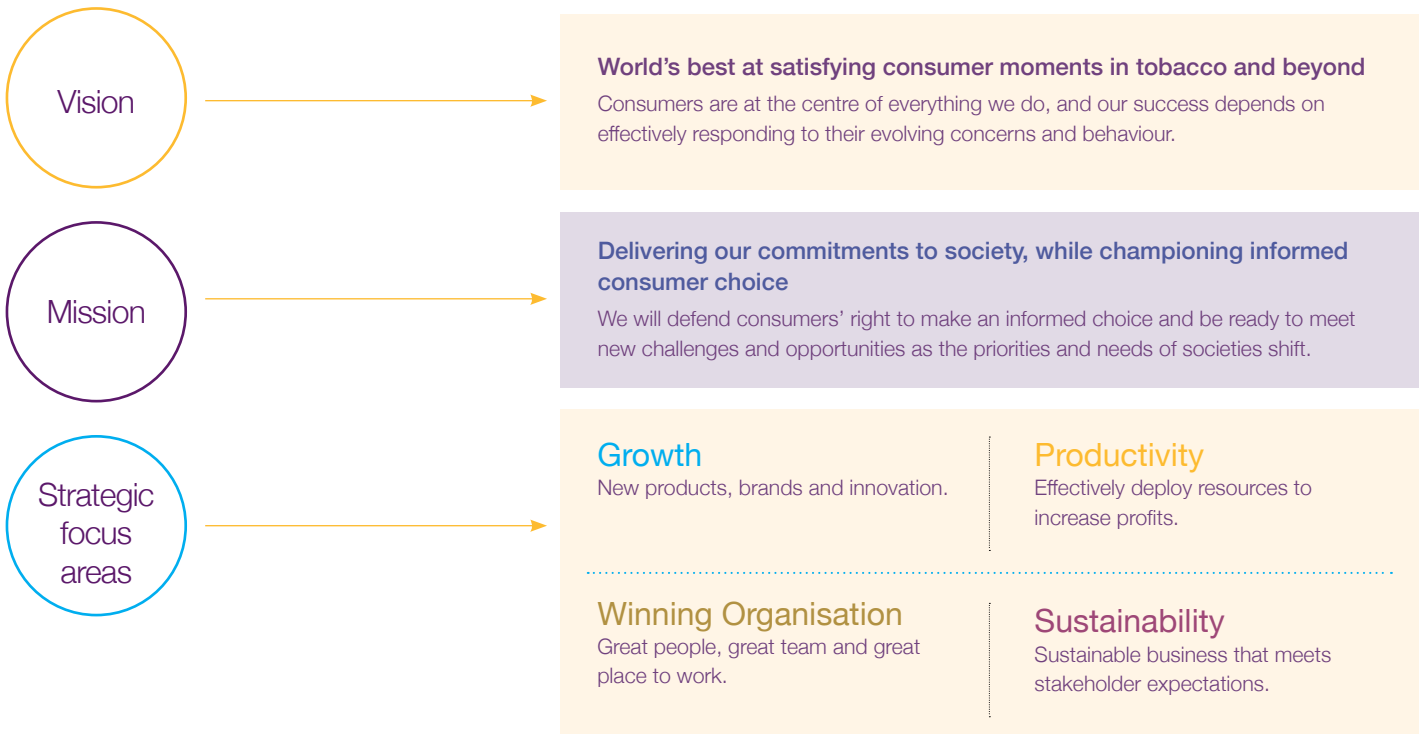 Vision
World's best at satisfying consumer moments in tobacco and beyond
Consumers are at the centre of everything we do, and our success depends on
effectively responding to their evolving concerns and behaviour.
Mission
Delivering our commitments to society, while championing informed
consumer choice
We will defend consumers' right to make an informed choice and be ready to meet
new challenges and opportunities as the priorities and needs of societies shift.
Strategic
focus
areas
Growth
New products, brands and innovation.
Productivity
Effectively deploy resources to
increase profits.
Winning Organisation
Great people, great team and great
place to work.
Sustainability
Sustainable business that meets
stakeholder expectations.